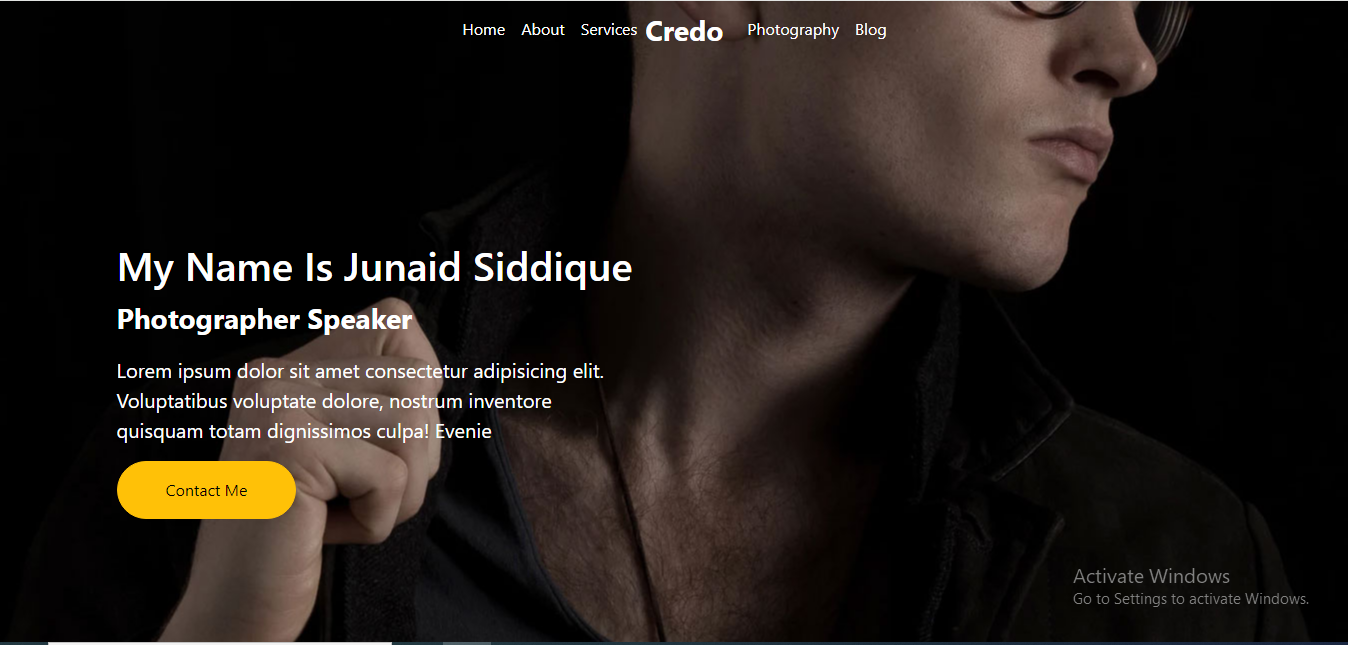 Home About Services Credo Photography Blog
My Name Is Junaid Siddique
Photographer Speaker
Lorem ipsum dolor sit amet consectetur adipisicing elit.
Voluptatibus voluptate dolore, nostrum inventore
quisquam totam dignissimos culpa! Evenie
Contact Me
Activate Windows
Go to Settings to activate Windows.